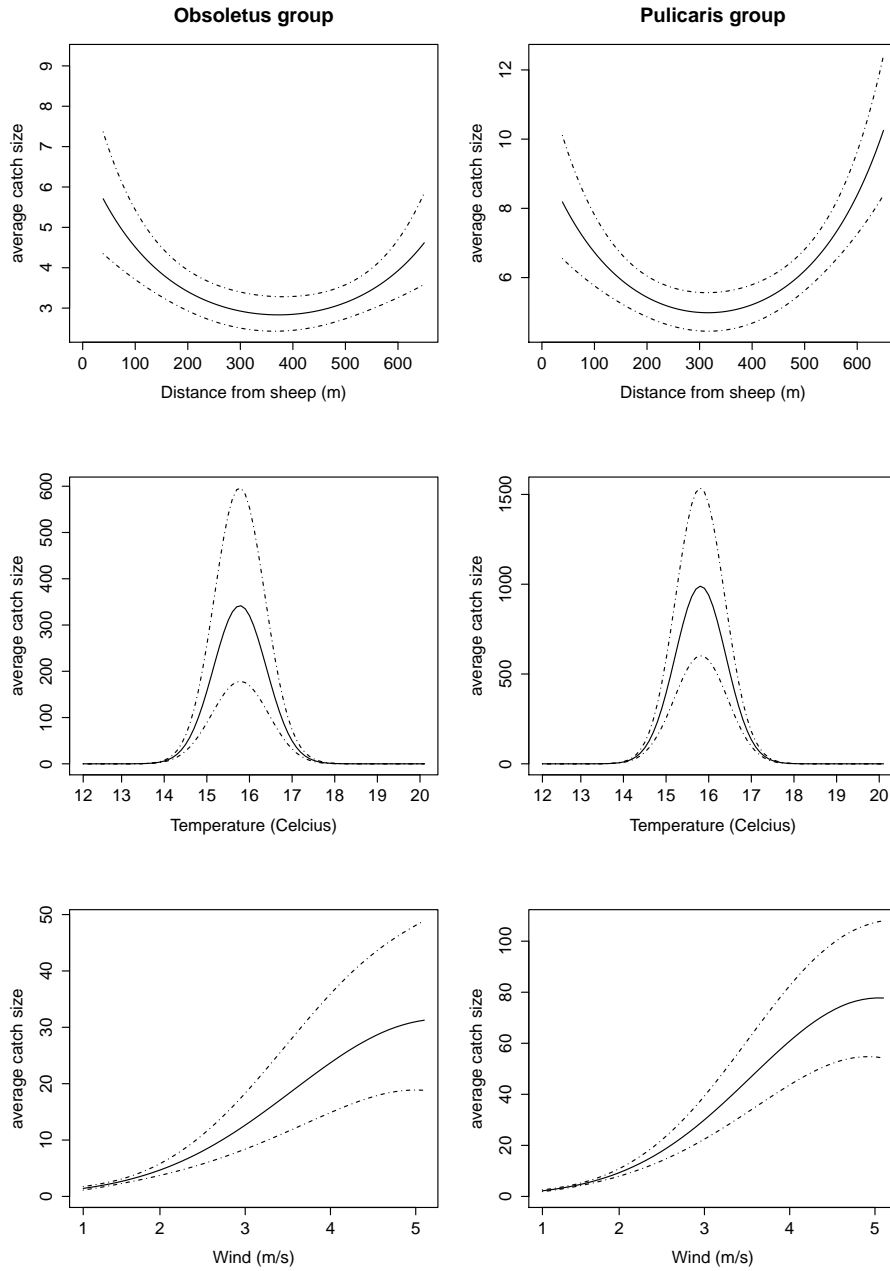 Obsoletus group
Pulicaris group
average catch size
3 4 5 6 7 8 9
0 100 200 300 400 500 600
Distance from sheep (m)
average catch size
6 8 10 12
0 100 200 300 400 500 600
Distance from sheep (m)
average catch size
0 100 200 300 400 500 600
12 13 14 15 16 17 18 19 20
Temperature (Celcius)
average catch size
0 500 1000 1500
12 13 14 15 16 17 18 19 20
Temperature (Celcius)
average catch size
0 10 20 30 40 50
1 2 3 4 5
Wind (m/s)
average catch size
0 20 40 60 80 100
1 2 3 4 5
Wind (m/s)